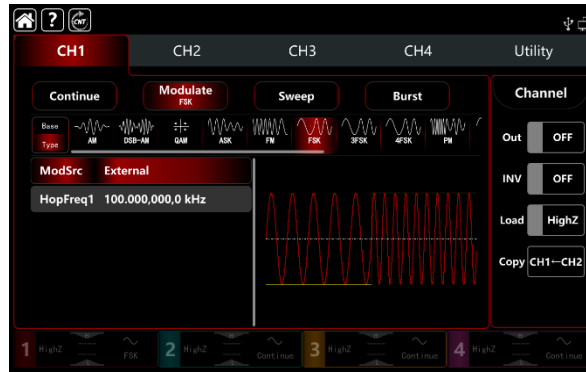 ? CNT
CH1 CH2 CH3 CH4 Utility
Continue Modulate FSK Sweep Burst Channel
Base Type AM DSB-AM QAM ASK FM FSK 3FSK 4FSK PM
Out OFF
ModSrc External
INV OFF
HopFreq1 100.000,000,0 kHz
Load HighZ
Copy CH1←CH2
1 HighZ FSK 2 HighZ Continue 3 HighZ Continue 4 HighZ Continue